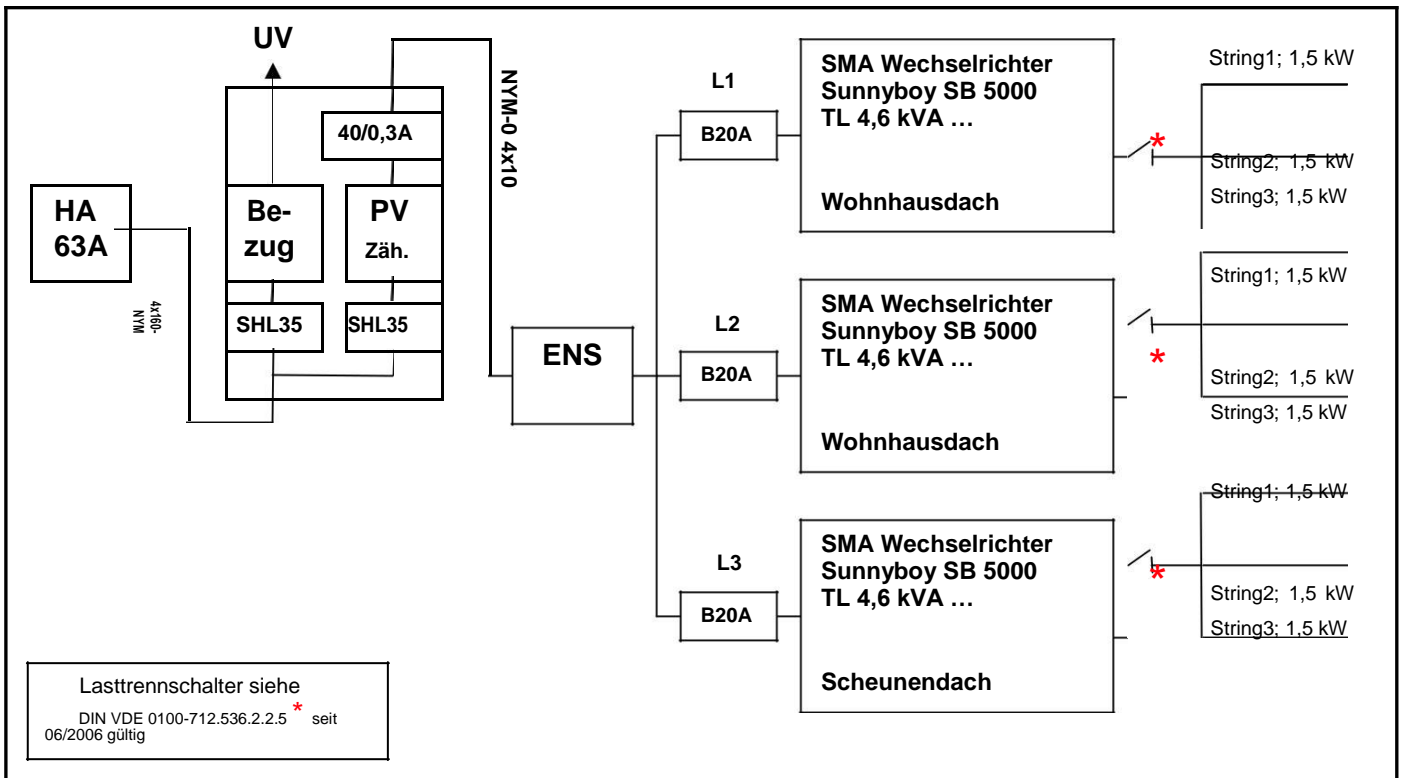 UV
40/0,3A
NYM-0 4x10
HA
63A
Be-
zug
PV
Zäh.
4x160-
NYM
SHL35
SHL35
ENS
L1
B20A
SMA Wechselrichter
Sunnyboy SB 5000
TL 4,6 kVA …
Wohnhausdach
*
String1; 1,5 kW
String2; 1,5 kW
String3; 1,5 kW
L2
B20A
SMA Wechselrichter
Sunnyboy SB 5000
TL 4,6 kVA …
Wohnhausdach
*
String1; 1,5 kW
String2; 1,5 kW
String3; 1,5 kW
L3
B20A
SMA Wechselrichter
Sunnyboy SB 5000
TL 4,6 kVA …
Scheunendach
*
String1; 1,5 kW
String2; 1,5 kW
String3; 1,5 kW
Lasttrennschalter siehe
DIN VDE 0100-712.536.2.2.5 * seit
06/2006 gültig